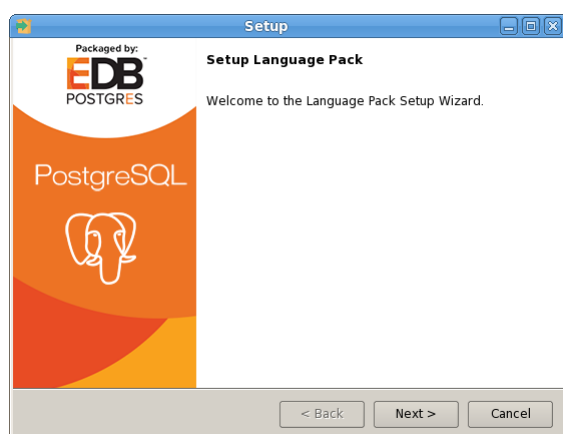 Setup
Packaged by:
EDB
POSTGRES
PostgreSQL
Setup Language Pack
Welcome to the Language Pack Setup Wizard.
< Back
Next >
Cancel